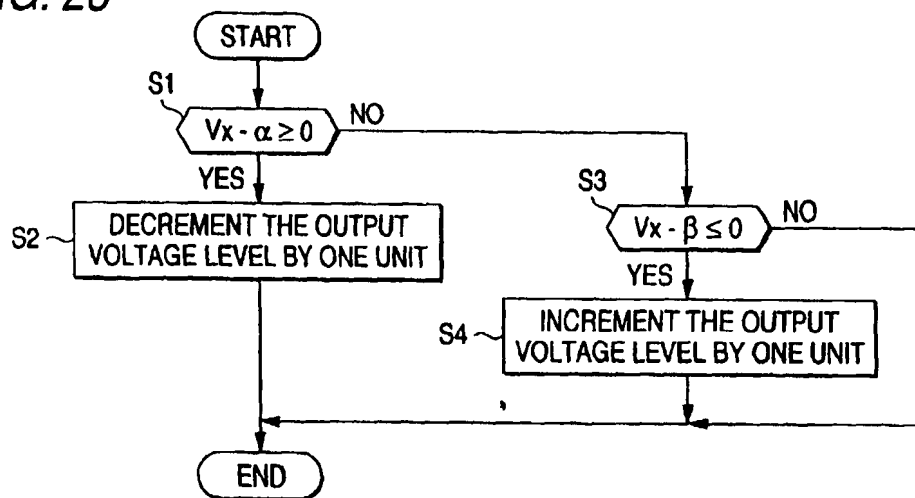 START
S1
Vx - α ≥ 0
NO
YES
S2
DECREMENT THE OUTPUT
VOLTAGE LEVEL BY ONE UNIT
S3
Vx - β ≤ 0
NO
YES
S4
INCREMENT THE OUTPUT
VOLTAGE LEVEL BY ONE UNIT
END